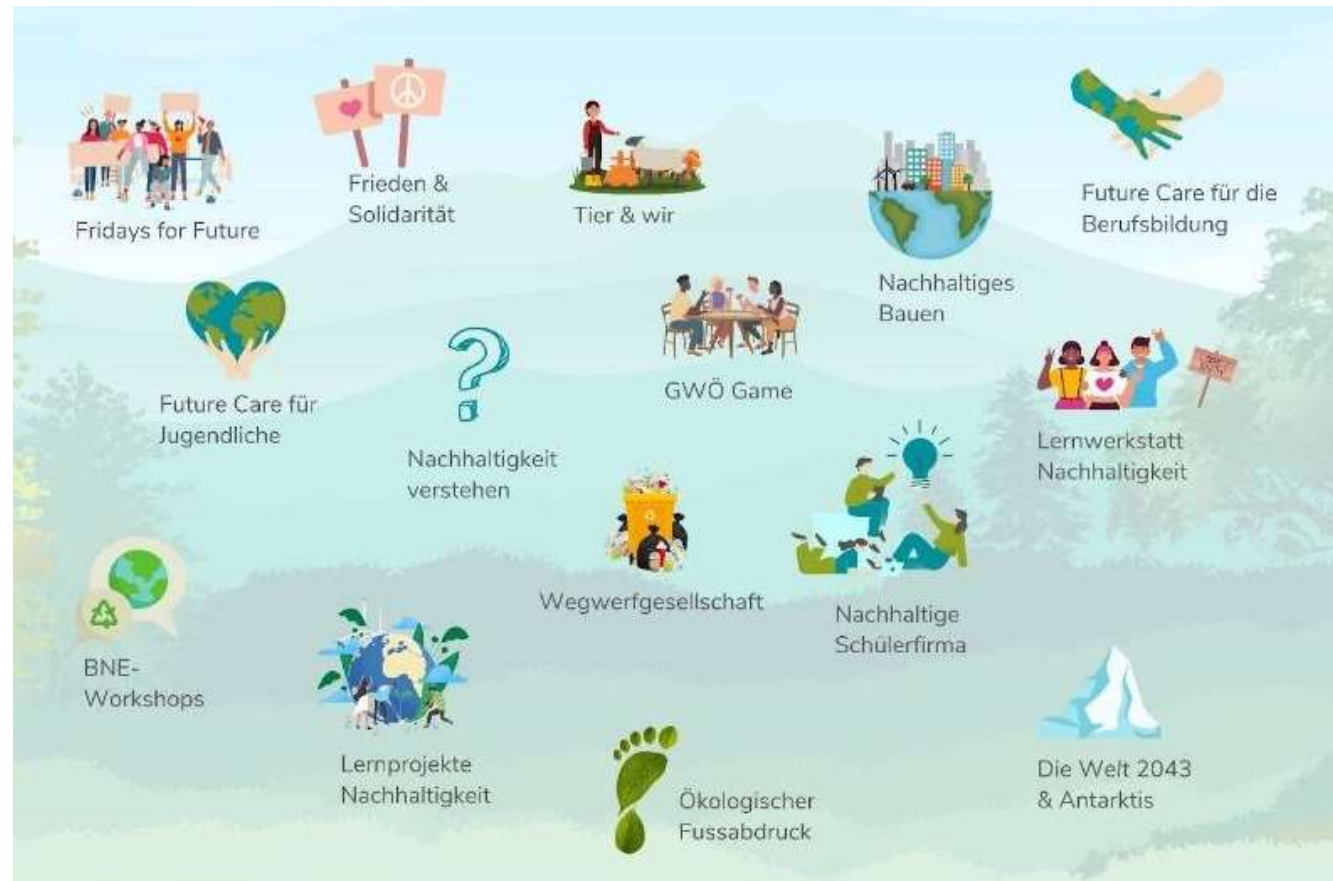 Fridays for Future
Frieden &
Solidarität
Tier & wir
Nachhaltiges
Bauen
Future Care für die
Berufsbildung
Future Care für
Jugendliche
Nachhaltigkeit
verstehen
GWÖ Game
Lernwerkstatt
Nachhaltigkeit
Wegwerfgesellschaft
Nachhaltige
Schülerfirma
BNE-
Workshops
Lernprojekte
Nachhaltigkeit
Ökologischer
Fussabdruck
Die Welt 2043
& Antarktis